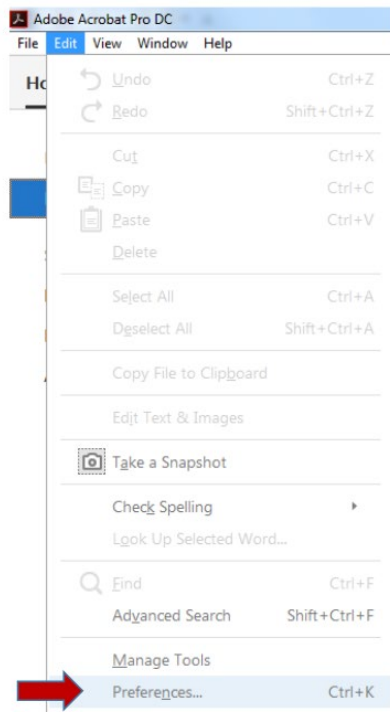 Adobe Acrobat Pro DC
File Edit View Window Help
Ho
Undo Ctrl+Z
Redo Shift+Ctrl+Z
Cut Ctrl+X
Copy Ctrl+C
Paste Ctrl+V
Delete
Select All Ctrl+A
Deselect All Shift+Ctrl+A
Copy File to Clipboard
Edit Text & Images
Take a Snapshot
Check Spelling
Look Up Selected Word...
Find Ctrl+F
Advanced Search Shift+Ctrl+F
Manage Tools
Preferences... Ctrl+K